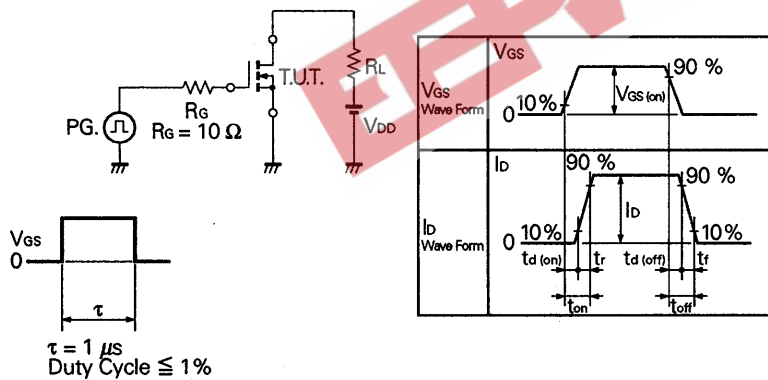 T.U.T.
RL
RG
PG.
RG = 10 Ω
VDD
VGS
0
τ
τ = 1 μs
Duty Cycle ≦ 1%
VGS
Wave Form
VGS
90 %
10%
VGS (on)
0
ID
Wave Form
ID
90 %
90 %
ID
0
10%
10%
td (on)
tr
td (off)
tf
ton
toff